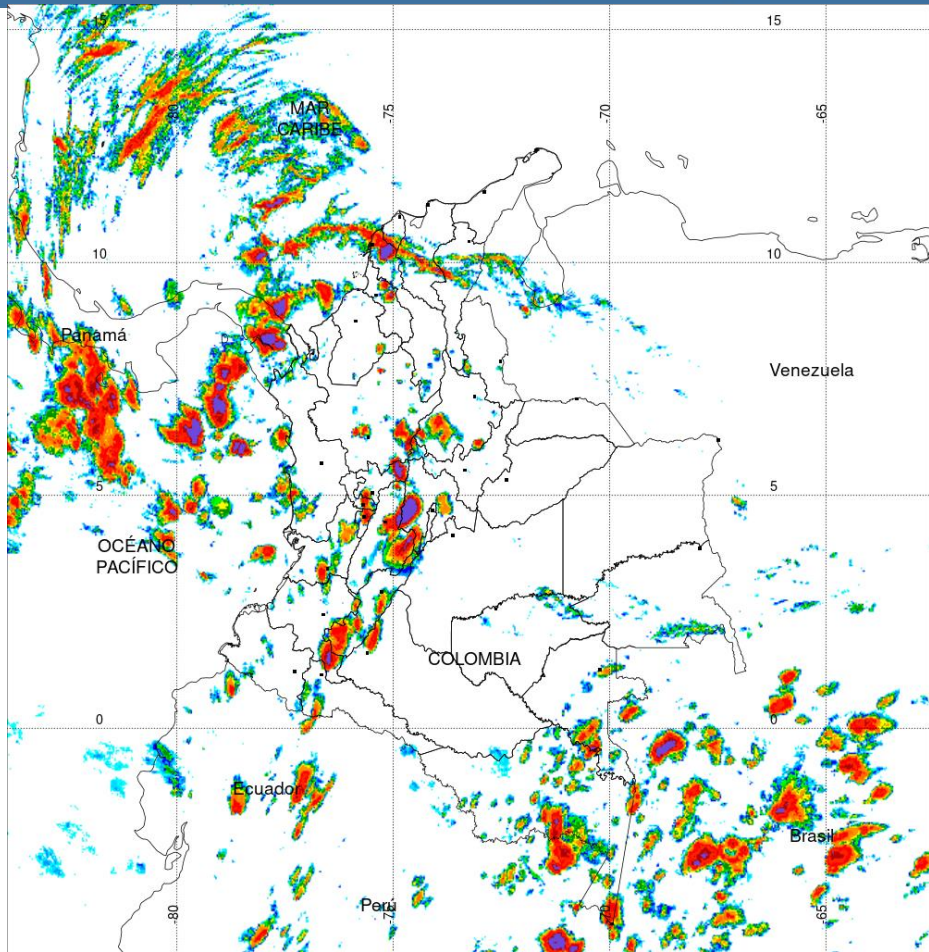 15
15
-80
-75
-70
-65
MAR
CARIBE
10
10
Panamá
Venezuela
5
5
OCÉANO
PACÍFICO
COLOMBIA
0
0
Ecuador
Brasil
Perú
-80
-75
-70
-65